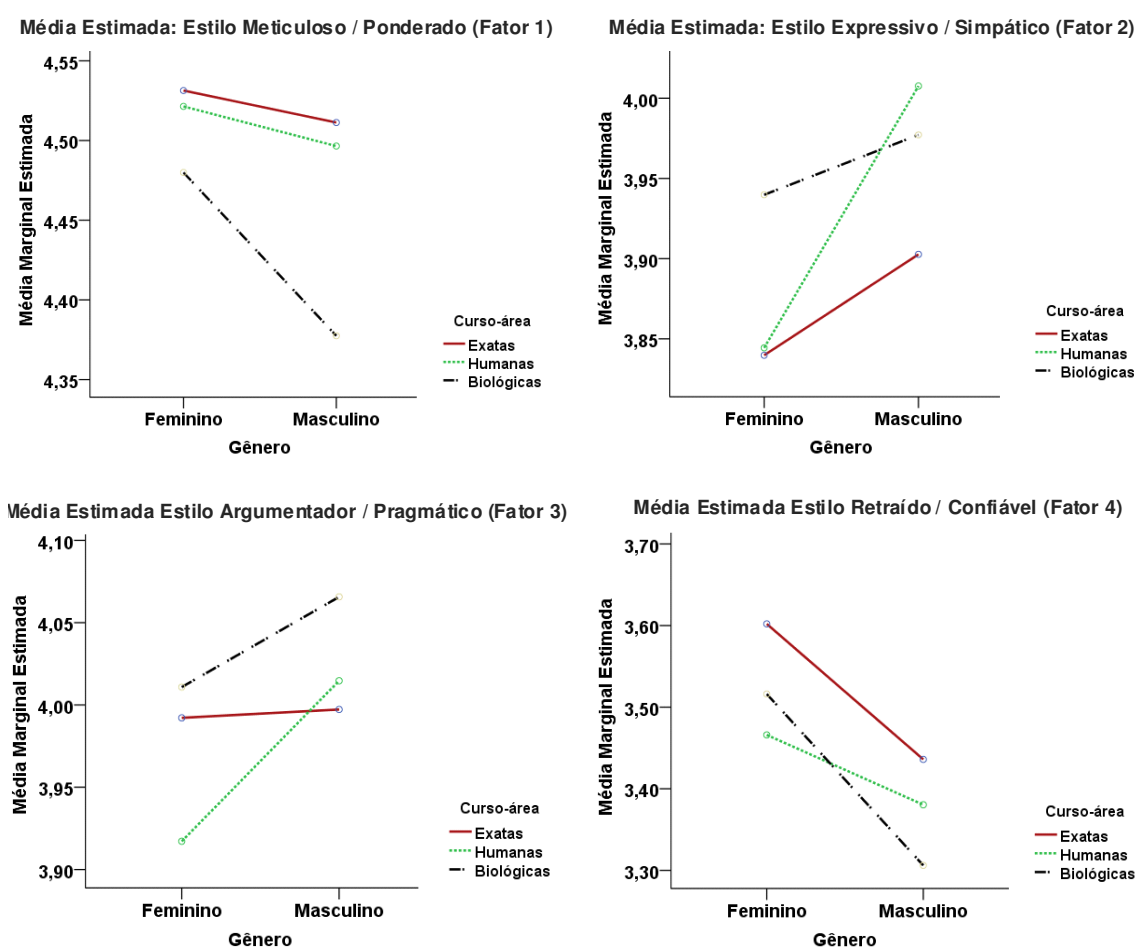 Média Estimada: Estilo Meticuloso / Ponderado (Fator 1)
4,55
4,50
4,45
4,40
4,35
Média Marginal Estimada
Feminino Masculino
Gênero
Curso-área
Exatas
Humanas
Biológicas
Média Estimada: Estilo Expressivo / Simpático (Fator 2)
4,00
3,95
3,90
3,85
Média Marginal Estimada
Feminino Masculino
Gênero
Curso-área
Exatas
Humanas
Biológicas
Média Estimada Estilo Argumentador / Pragmático (Fator 3)
4,10
4,05
4,00
3,95
3,90
Média Marginal Estimada
Feminino Masculino
Gênero
Curso-área
Exatas
Humanas
Biológicas
Média Estimada Estilo Retraído / Confiável (Fator 4)
3,70
3,60
3,50
3,40
3,30
Média Marginal Estimada
Feminino Masculino
Gênero
Curso-área
Exatas
Humanas
Biológicas